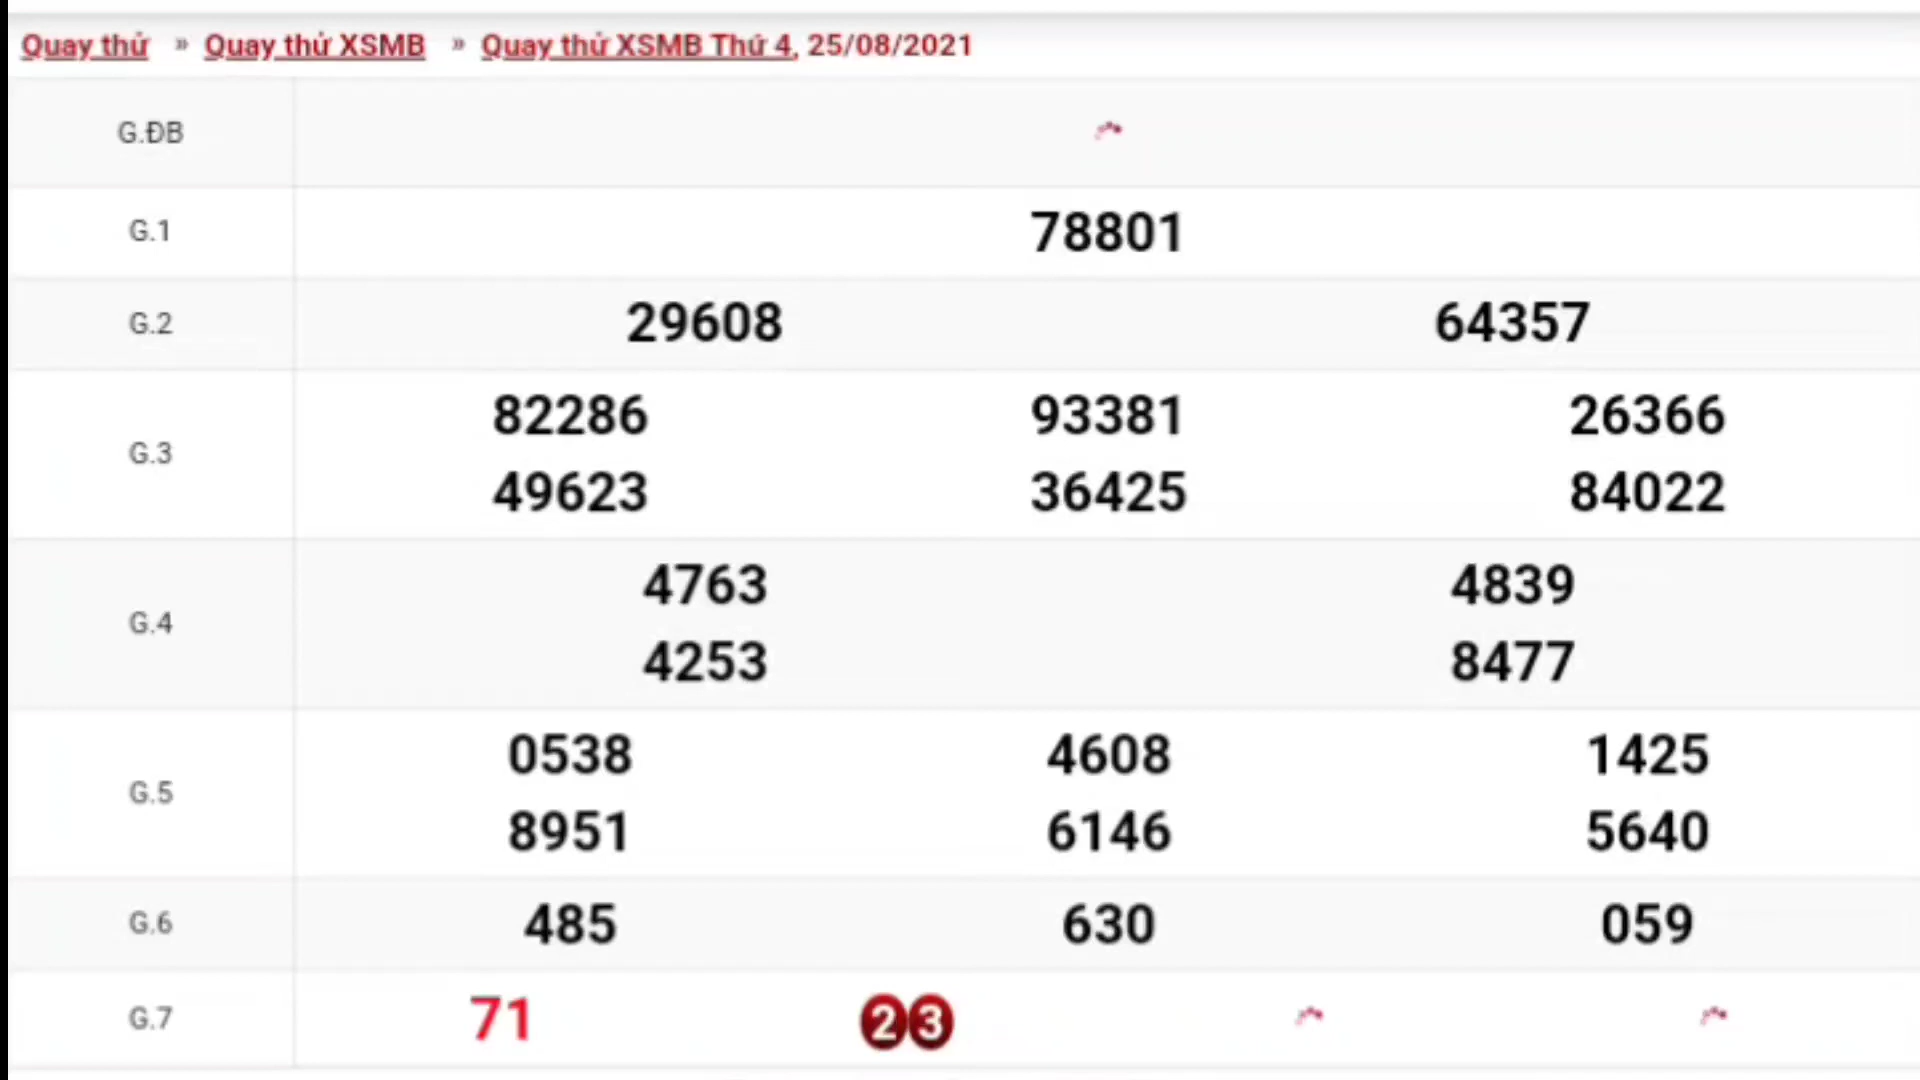 Quay thử » Quay thử XSMB » Quay thử XSMB Thứ 4, 25/08/2021
G.ĐB
G.1 78801
G.2 29608 64357
G.3 82286 93381 26366
49623 36425 84022
G.4 4763 4839
4253 8477
G.5 0538 4608 1425
8951 6146 5640
G.6 485 630 059
G.7 71 23